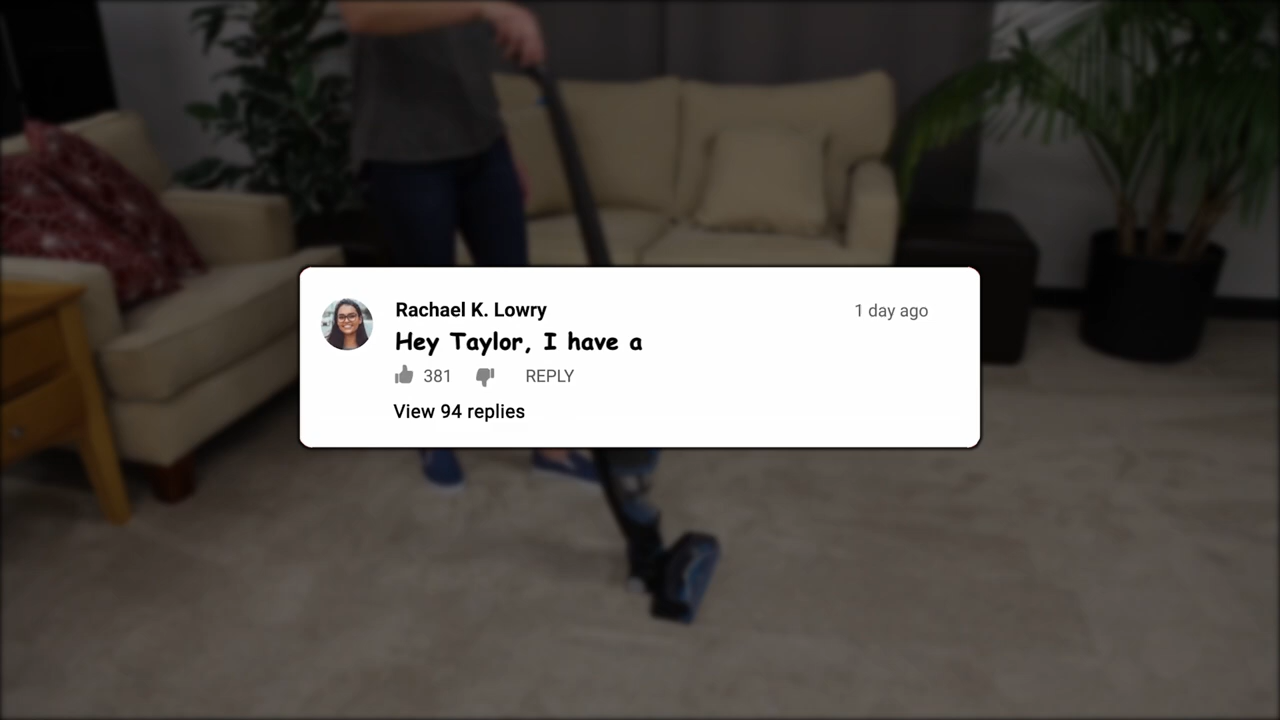 Rachael K. Lowry
1 day ago
Hey Taylor, I have a
381
REPLY
View 94 replies